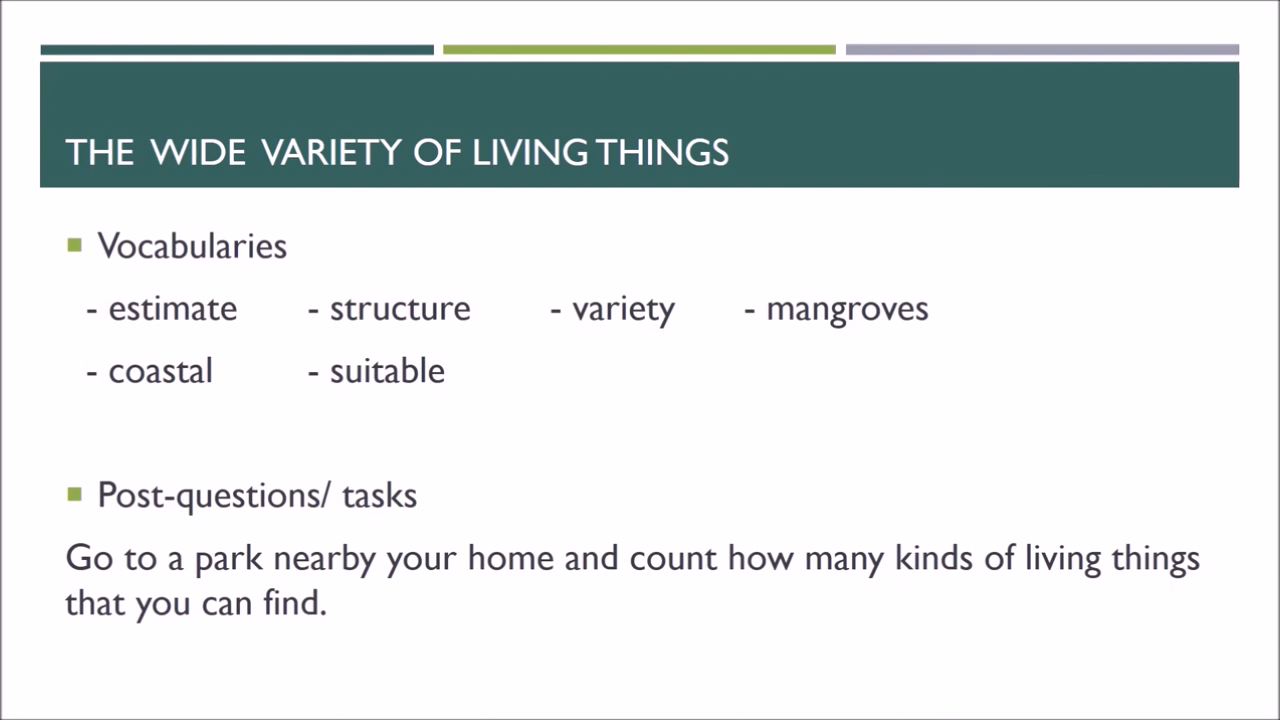 THE WIDE VARIETY OF LIVING THINGS
Vocabularies
- estimate - structure - variety - mangroves
- coastal - suitable
Post-questions/ tasks
Go to a park nearby your home and count how many kinds of living things
that you can find.